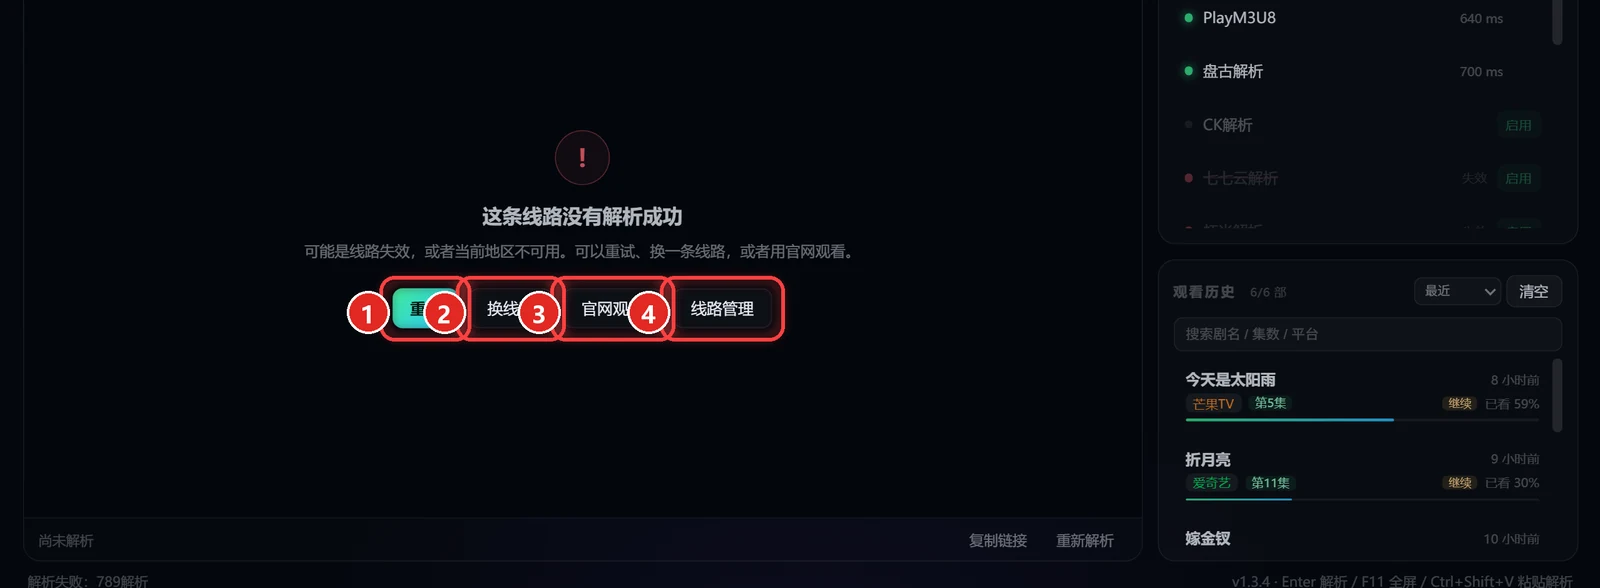 PlayM3U8 640 ms
盘古解析 700 ms
CK解析 启用
七七云解析 失效 启用
!
这条线路没有解析成功
可能是线路失效，或者当前地区不可用。可以重试、换一条线路，或者用官网观看。
1 重 2 换线 3 官网观 4 线路管理
尚未解析 复制链接 重新解析
解析失败：789解析
观看历史 6/6 部 最近 清空
搜索剧名 / 集数 / 平台
今天是太阳雨 8 小时前
芒果TV 第5集 继续 已看 59%
折月亮 9 小时前
爱奇艺 第11集 继续 已看 30%
嫁金钗 10 小时前
v1.3.4 · Enter 解析 / F11 全屏 / Ctrl+Shift+V 粘贴解析